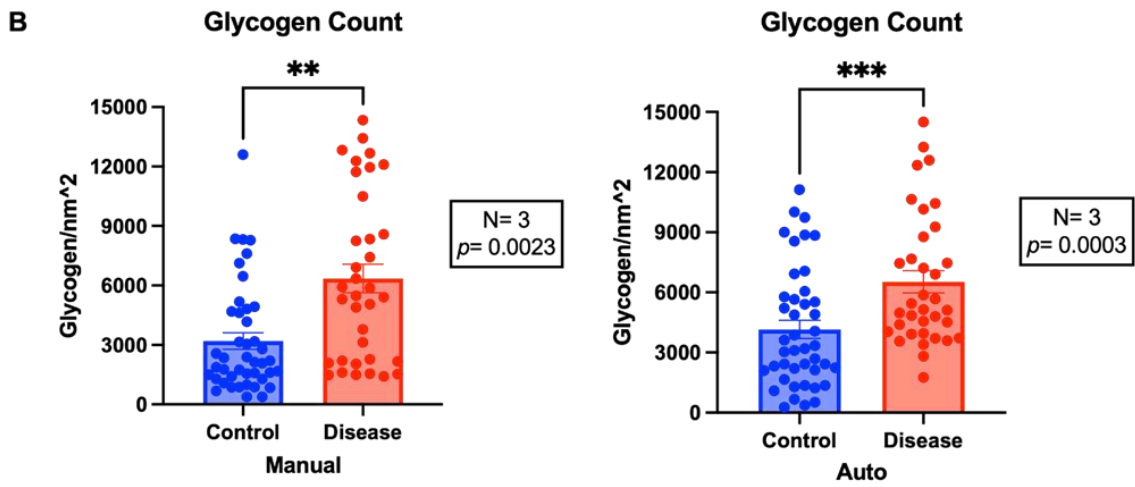 B
Glycogen Count
**
15000
12000
9000
6000
3000
0
Glycogen/nm^2
Control Disease
Manual
N= 3
p= 0.0023
Glycogen Count
***
15000
12000
9000
6000
3000
0
Glycogen/nm^2
Control Disease
Auto
N= 3
p= 0.0003